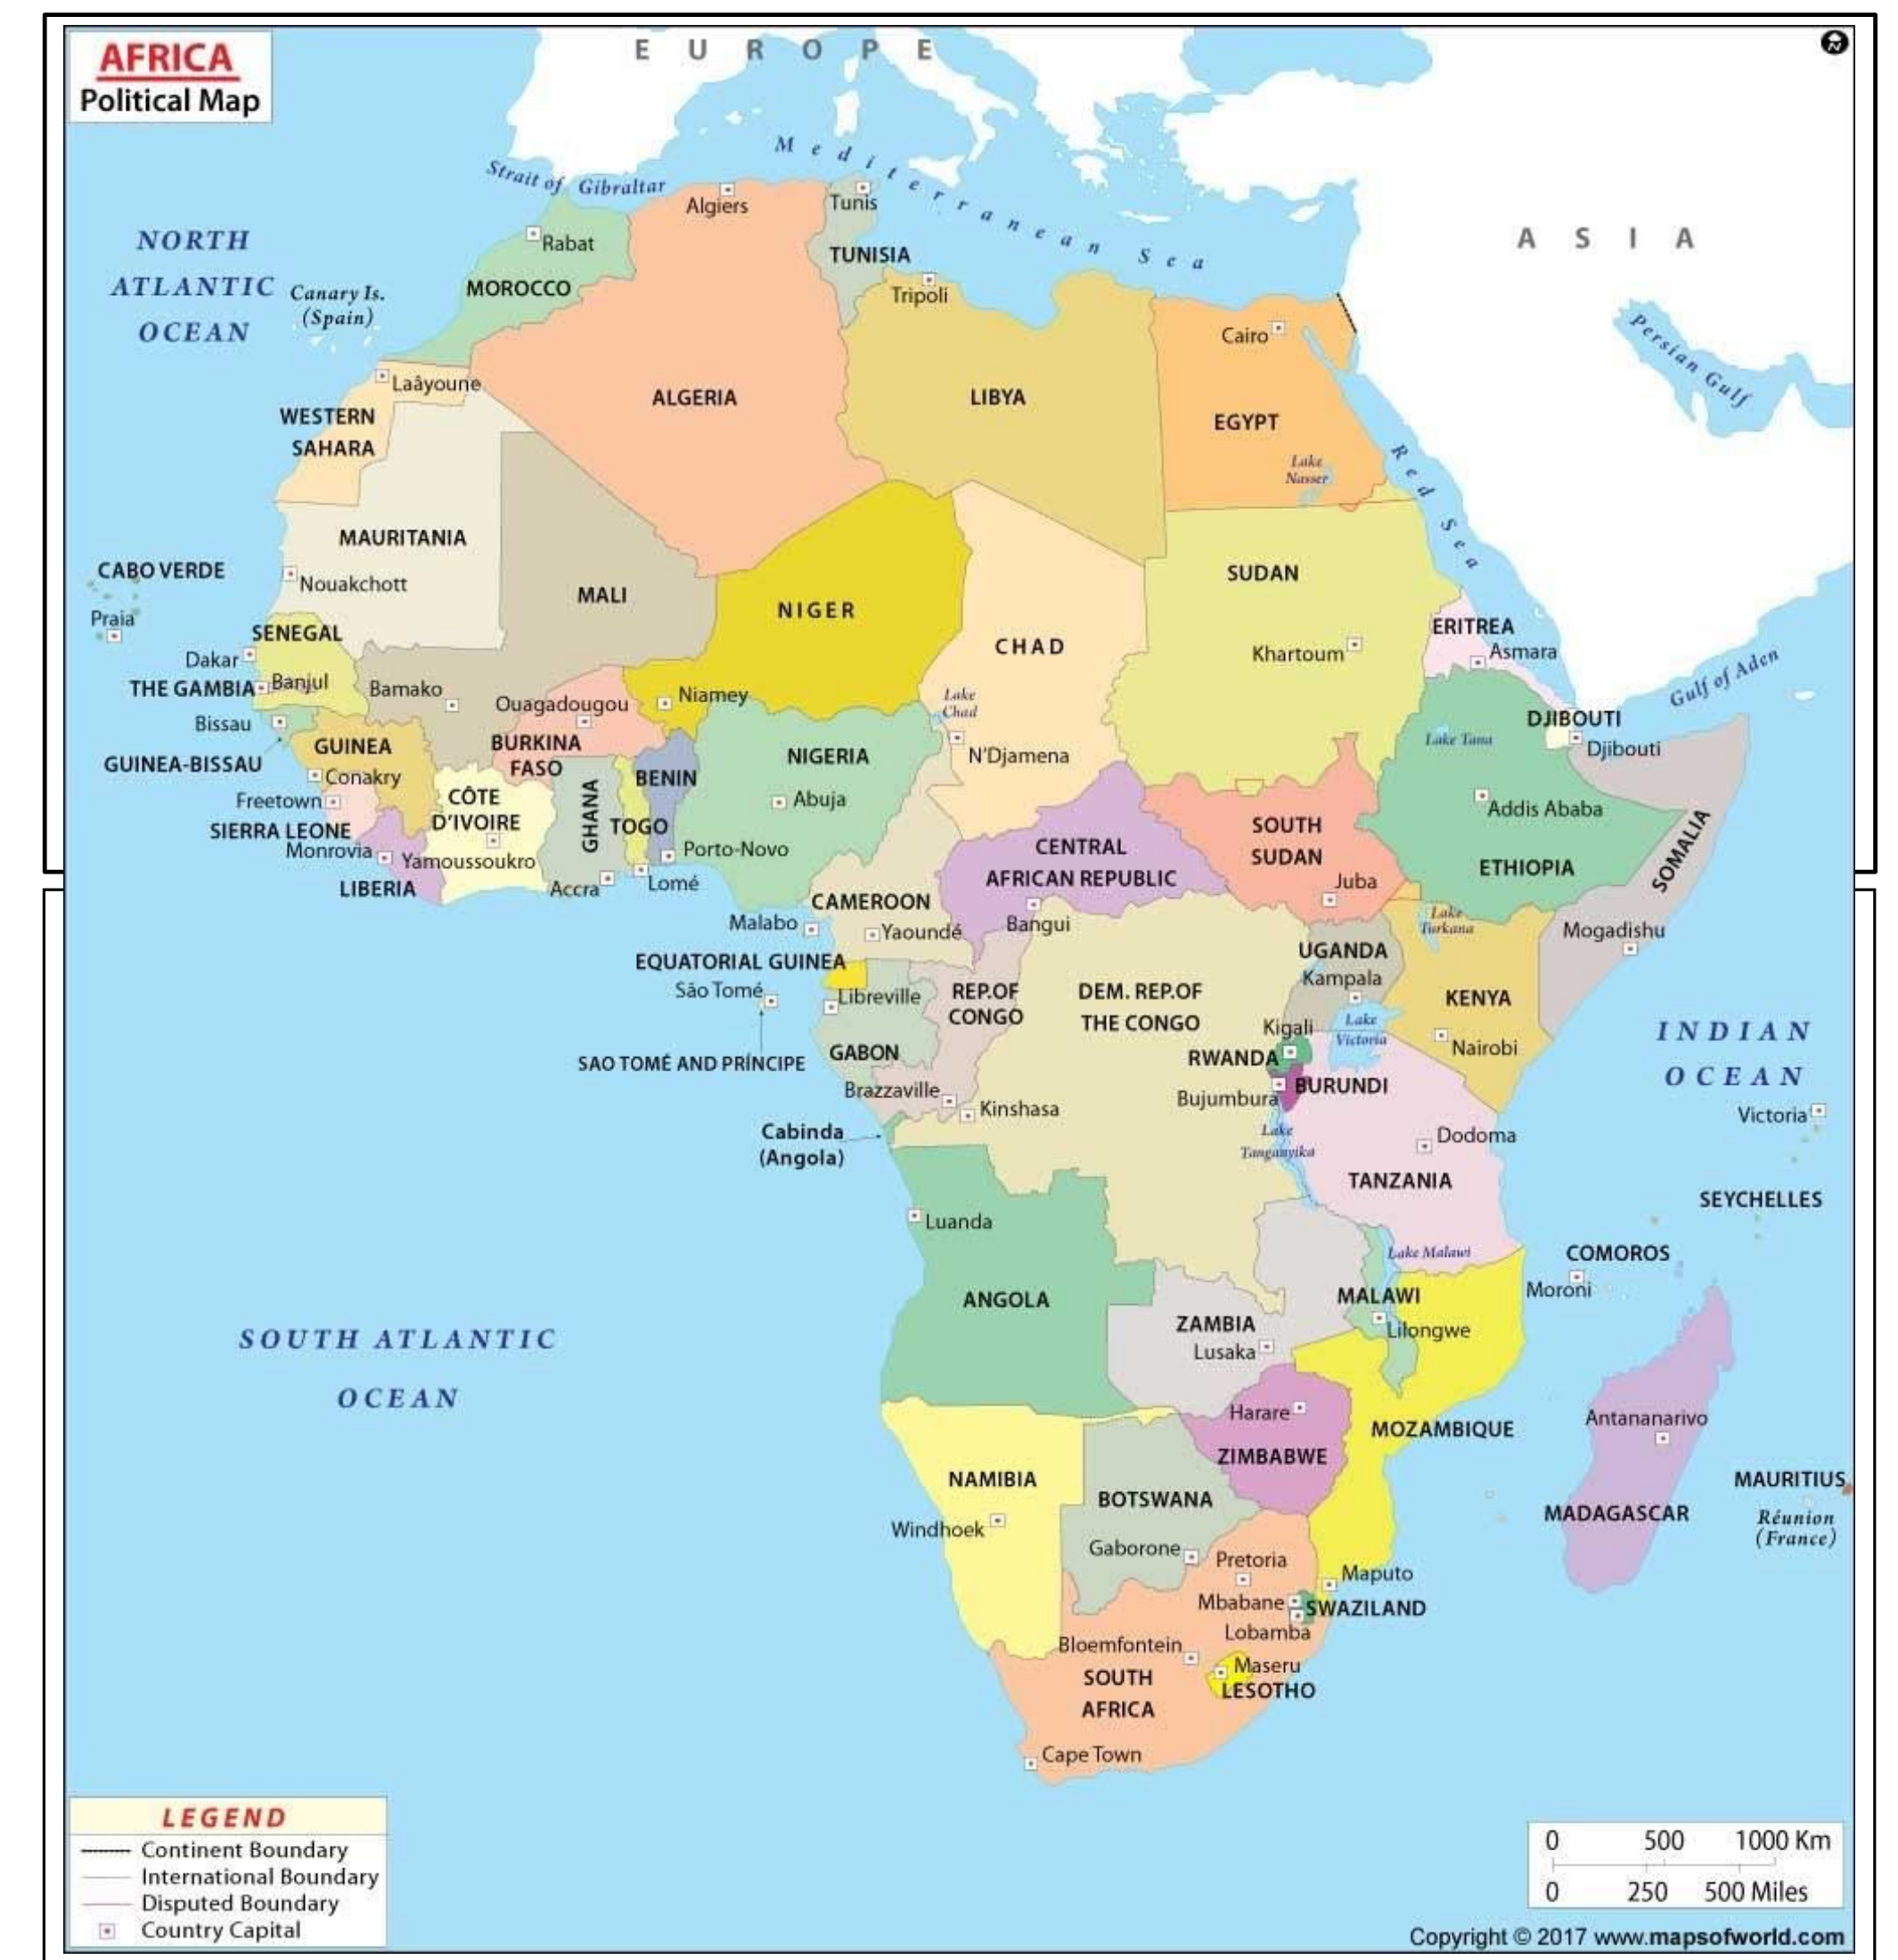 AFRICA
Political Map
E U R O P E
Mediterranean Sea
Strait of Gibraltar
A S I A
NORTH
ATLANTIC
OCEAN
Canary Is.
(Spain)
Algiers
Tunis
Rabat
TUNISIA
MOROCCO
Tripoli
Cairo
Persian Gulf
Laâyoune
ALGERIA
LIBYA
EGYPT
WESTERN
SAHARA
Lake
Nasser
Red Sea
MAURITANIA
CABO VERDE
Nouakchott
MALI
NIGER
SUDAN
Praia
SENEGAL
CHAD
ERITREA
Khartoum
Asmara
Dakar
THE GAMBIA
Banjul
Bamako
Niamey
Ouagadougou
Lake
Chad
Gulf of Aden
Bissau
DJIBOUTI
Djibouti
Lake Tana
GUINEA
BURKINA
FASO
NIGERIA
N'Djamena
GUINEA-BISSAU
Conakry
BENIN
Freetown
CÔTE
D'IVOIRE
GHANA
TOGO
Abuja
Addis Ababa
SIERRA LEONE
SOUTH
SUDAN
SOMALIA
Monrovia
Yamoussoukro
Porto-Novo
CENTRAL
AFRICAN REPUBLIC
ETHIOPIA
LIBERIA
Accra
Lomé
Juba
CAMEROON
Malabo
Yaoundé
Bangui
Lake
Turkana
Mogadishu
UGANDA
Kampala
EQUATORIAL GUINEA
São Tomé
Libreville
REP.OF
CONGO
DEM. REP.OF
THE CONGO
KENYA
Kigali
Lake
Victoria
Nairobi
INDIAN
OCEAN
GABON
SAO TOMÉ AND PRÍNCIPE
RWANDA
BURUNDI
Bujumbura
Brazzaville
Kinshasa
Victoria
Cabinda
(Angola)
Lake
Tanganyika
Dodoma
TANZANIA
SEYCHELLES
Luanda
Lake Malawi
COMOROS
Moroni
ANGOLA
MALAWI
ZAMBIA
Lusaka
Lilongwe
SOUTH ATLANTIC
OCEAN
Harare
ZIMBABWE
MOZAMBIQUE
Antananarivo
NAMIBIA
BOTSWANA
MAURITIUS
MADAGASCAR
Réunion
(France)
Windhoek
Gaborone
Pretoria
Maputo
Mbabane
SWAZILAND
Lobamba
Bloemfontein
Maseru
LESOTHO
SOUTH
AFRICA
Cape Town
LEGEND
Continent Boundary
International Boundary
Disputed Boundary
Country Capital
0 500 1000 Km
0 250 500 Miles
Copyright © 2017 www.mapsofworld.com